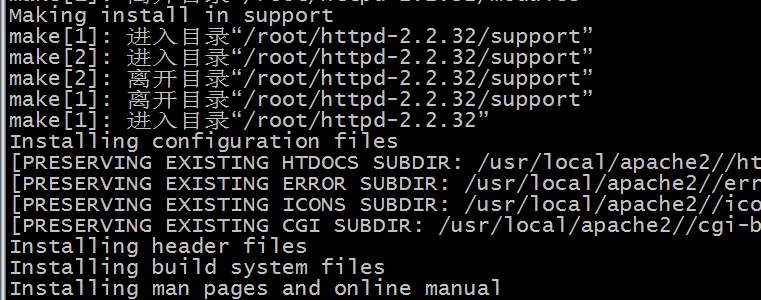 Making install in support
make[1]: 进入目录“/root/httpd-2.2.32/support”
make[2]: 进入目录“/root/httpd-2.2.32/support”
make[2]: 离开目录“/root/httpd-2.2.32/support”
make[1]: 离开目录“/root/httpd-2.2.32/support”
make[1]: 进入目录“/root/httpd-2.2.32”
Installing configuration files
[PRESERVING EXISTING HTDOCS SUBDIR: /usr/local/apache2//ht
[PRESERVING EXISTING ERROR SUBDIR: /usr/local/apache2//err
[PRESERVING EXISTING ICONS SUBDIR: /usr/local/apache2//ico
[PRESERVING EXISTING CGI SUBDIR: /usr/local/apache2//cgi-b
Installing header files
Installing build system files
Installing man pages and online manual